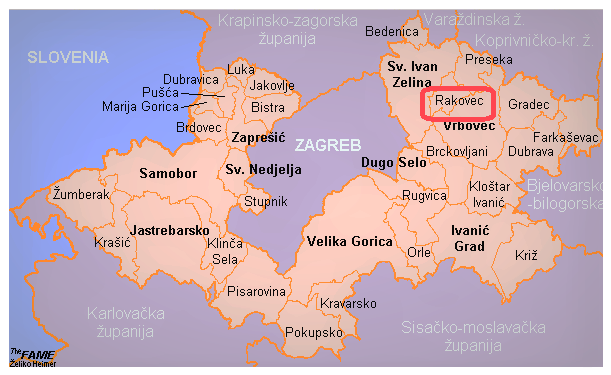 Krapinsko-zagorska
županija
Varaždinska ž.
Bedenica
Koprivničko-kr. ž.
SLOVENIA
Sv. Ivan
Zelina
Preseka
Luka
Dubravica
Jakovlje
Pušća
Marija Gorica
Bistra
Rakovec
Gradec
Brdovec
Vrbovec
Zaprešić
Farkaševac
ZAGREB
Brckovljani
Dubrava
Dugo Selo
Samobor
Sv. Nedjelja
Kloštar
Ivanić
Bjelovarsko
-bilogorska
Žumberak
Stupnik
Rugvica
Jastrebarsko
Krašić
Klinča
Sela
Velika Gorica
Ivanić
Grad
Orle
Križ
Pisarovina
Kravarsko
Karlovačka
županija
Pokupsko
Sisačko-moslavačka
županija
The FAME
Željko Heimer